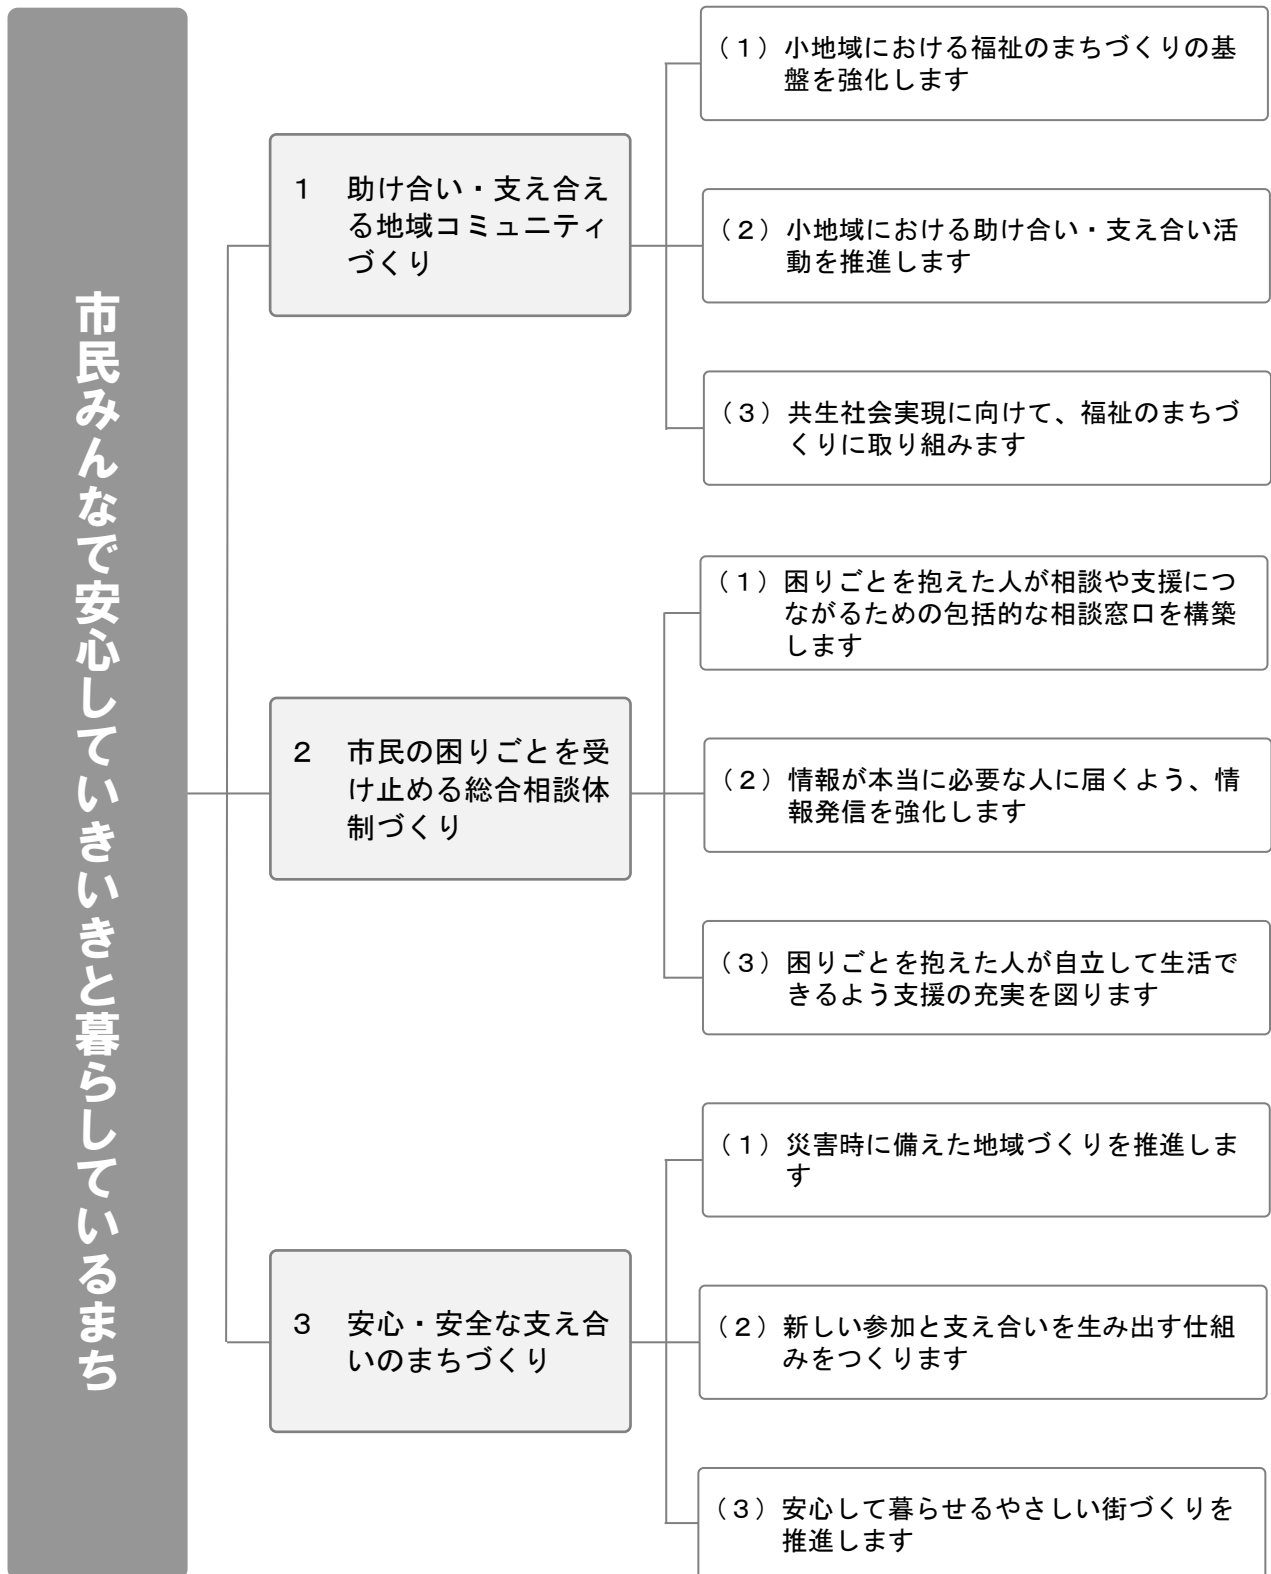 市民みんなで安心していきいきと暮らしているまち
1 助け合い・支え合え
る地域コミュニティ
づくり
(1)小地域における福祉のまちづくりの基
盤を強化します
(2)小地域における助け合い・支え合い活
動を推進します
(3)共生社会実現に向けて、福祉のまちづ
くりに取り組みます
2 市民の困りごとを受
け止める総合相談体
制づくり
(1)困りごとを抱えた人が相談や支援につ
ながるための包括的な相談窓口を構築
します
(2)情報が本当に必要な人に届くよう、情
報発信を強化します
(3)困りごとを抱えた人が自立して生活で
きるよう支援の充実を図ります
3 安心・安全な支え合
いのまちづくり
(1)災害時に備えた地域づくりを推進しま
す
(2)新しい参加と支え合いを生み出す仕組
みをつくります
(3)安心して暮らせるやさしい街づくりを
推進します